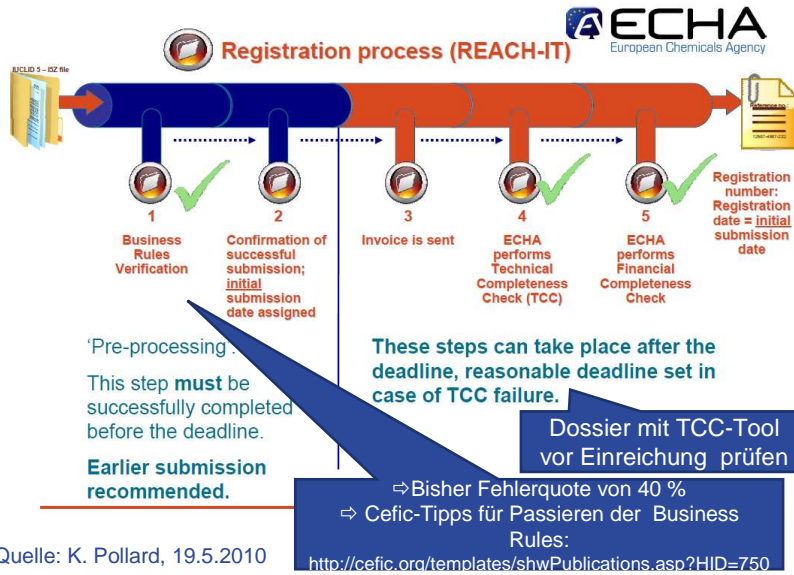 ECHA
European Chemicals Agency
Registration process (REACH-IT)
IUCLID 5 – ISZ file
1
Business
Rules
Verification
2
Confirmation of
successful
submission;
initial
submission
date assigned
3
Invoice is sent
4
ECHA
performs
Technical
Completeness
Check (TCC)
5
ECHA
performs
Financial
Completeness
Check
Registration
number:
Registration
date = initial
submission
date
'Pre-processing'.
This step must be
successfully completed
before the deadline.
Earlier submission
recommended.
These steps can take place after the
deadline, reasonable deadline set in
case of TCC failure.
Dossier mit TCC-Tool
vor Einreichung prüfen
⇨Bisher Fehlerquote von 40 %
⇨ Cefic-Tipps für Passieren der Business
Rules:
http://cefic.org/templates/shwPublications.asp?HID=750
Quelle: K. Pollard, 19.5.2010